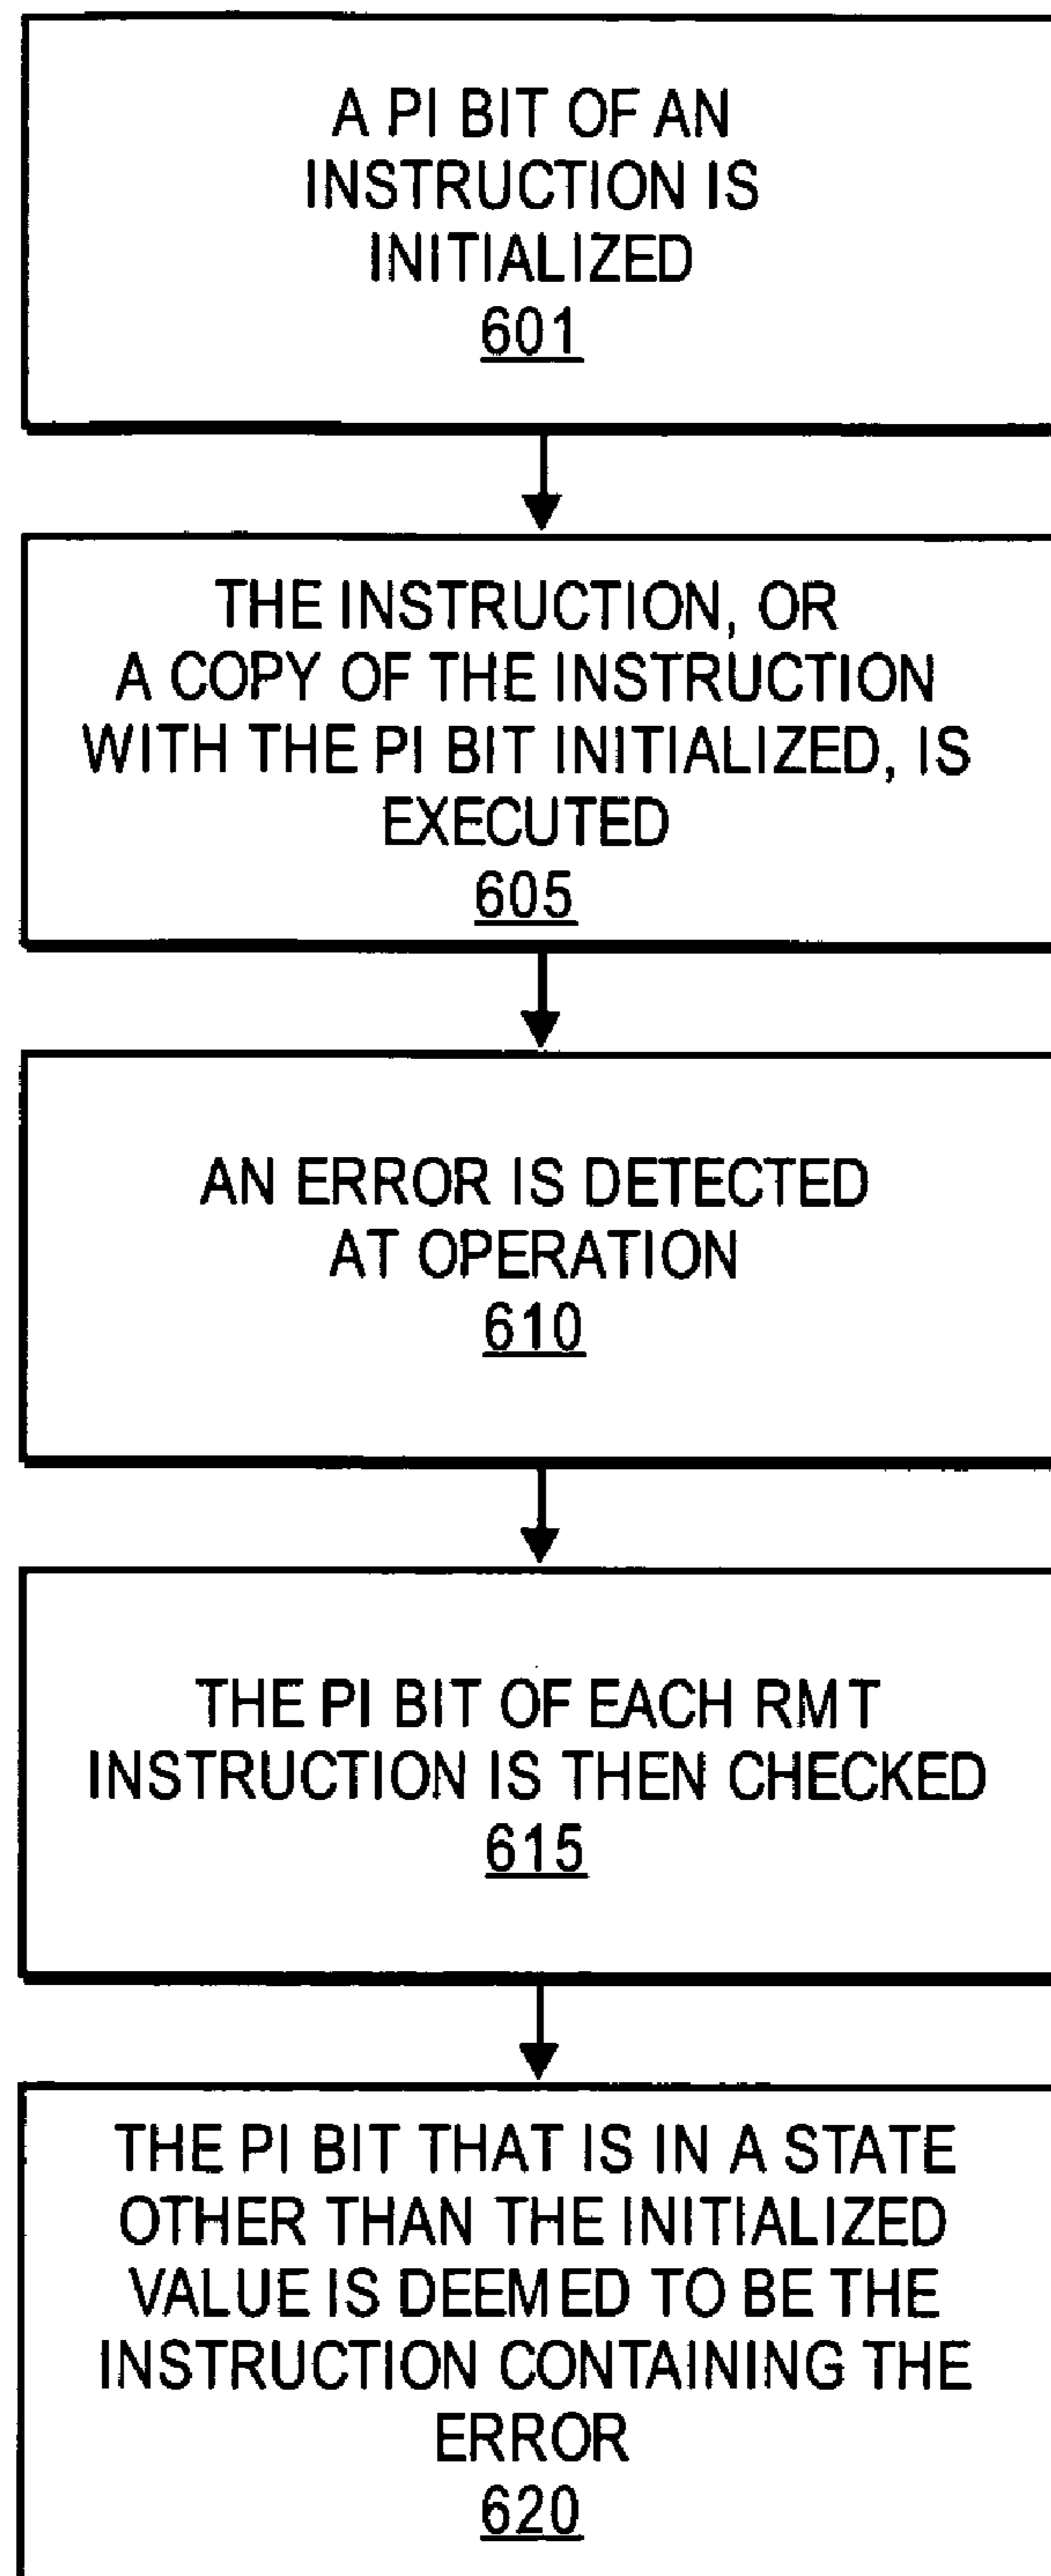 A PI BIT OF AN
INSTRUCTION IS
INITIALIZED
601
THE INSTRUCTION, OR
A COPY OF THE INSTRUCTION
WITH THE PI BIT INITIALIZED, IS
EXECUTED
605
AN ERROR IS DETECTED
AT OPERATION
610
THE PI BIT OF EACH RMT
INSTRUCTION IS THEN CHECKED
615
THE PI BIT THAT IS IN A STATE
OTHER THAN THE INITIALIZED
VALUE IS DEEMED TO BE THE
INSTRUCTION CONTAINING THE
ERROR
620